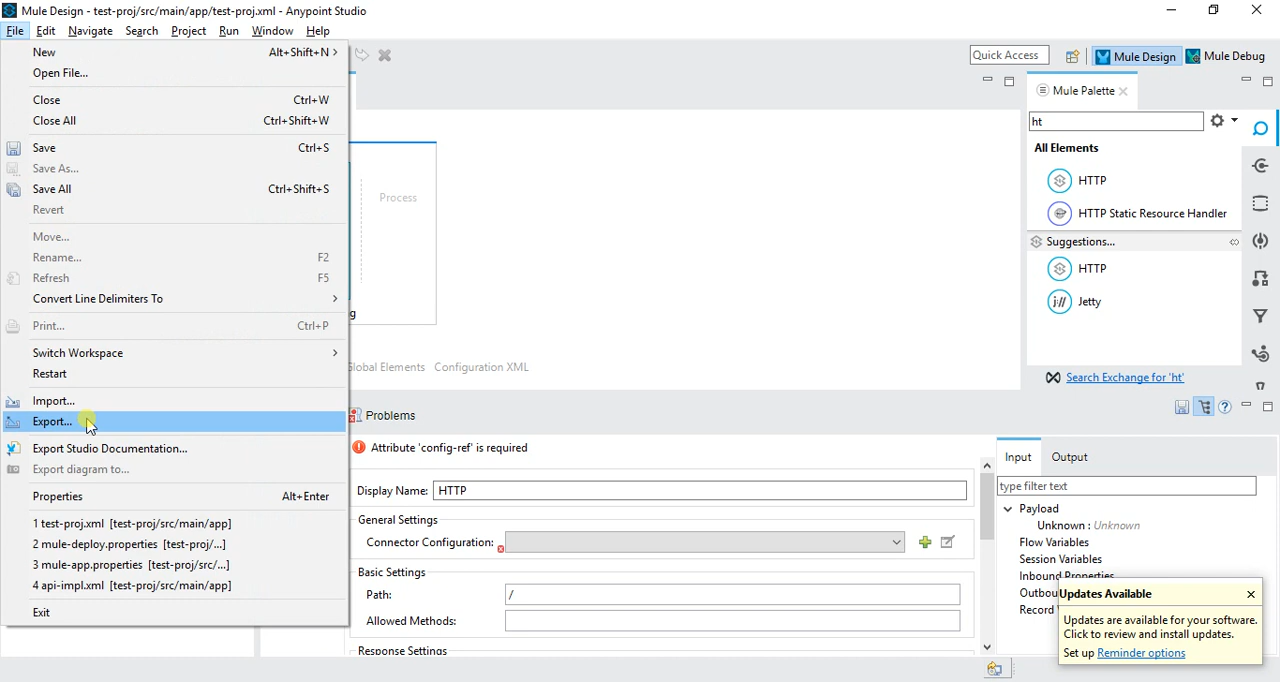 Mule Design - test-proj/src/main/app/test-proj.xml - Anypoint Studio
File Edit Navigate Search Project Run Window Help
New Alt+Shift+N >
Open File...
Close Ctrl+W
Close All Ctrl+Shift+W
Save Ctrl+S
Save As...
Save All Ctrl+Shift+S
Revert
Move...
Rename... F2
Refresh F5
Convert Line Delimiters To >
Print... Ctrl+P
Switch Workspace >
Restart
Import...
Export...
Export Studio Documentation...
Export diagram to...
Properties Alt+Enter
1 test-proj.xml [test-proj/src/main/app]
2 mule-deploy.properties [test-proj/...]
3 mule-app.properties [test-proj/src/...]
4 api-impl.xml [test-proj/src/main/app]
Exit
Quick Access Mule Design Mule Debug
Process
g
lobal Elements Configuration XML
Mule Palette
ht
All Elements
HTTP
HTTP Static Resource Handler
Suggestions...
HTTP
j:// Jetty
Search Exchange for 'ht'
Problems
Attribute 'config-ref' is required
Display Name: HTTP
General Settings
Connector Configuration:
Basic Settings
Path: /
Allowed Methods:
Response Settings
Input Output
type filter text
Payload
Unknown : Unknown
Flow Variables
Session Variables
Inbound Properties
Outbou
Record
Updates Available
Updates are available for your software.
Click to review and install updates.
Set up Reminder options